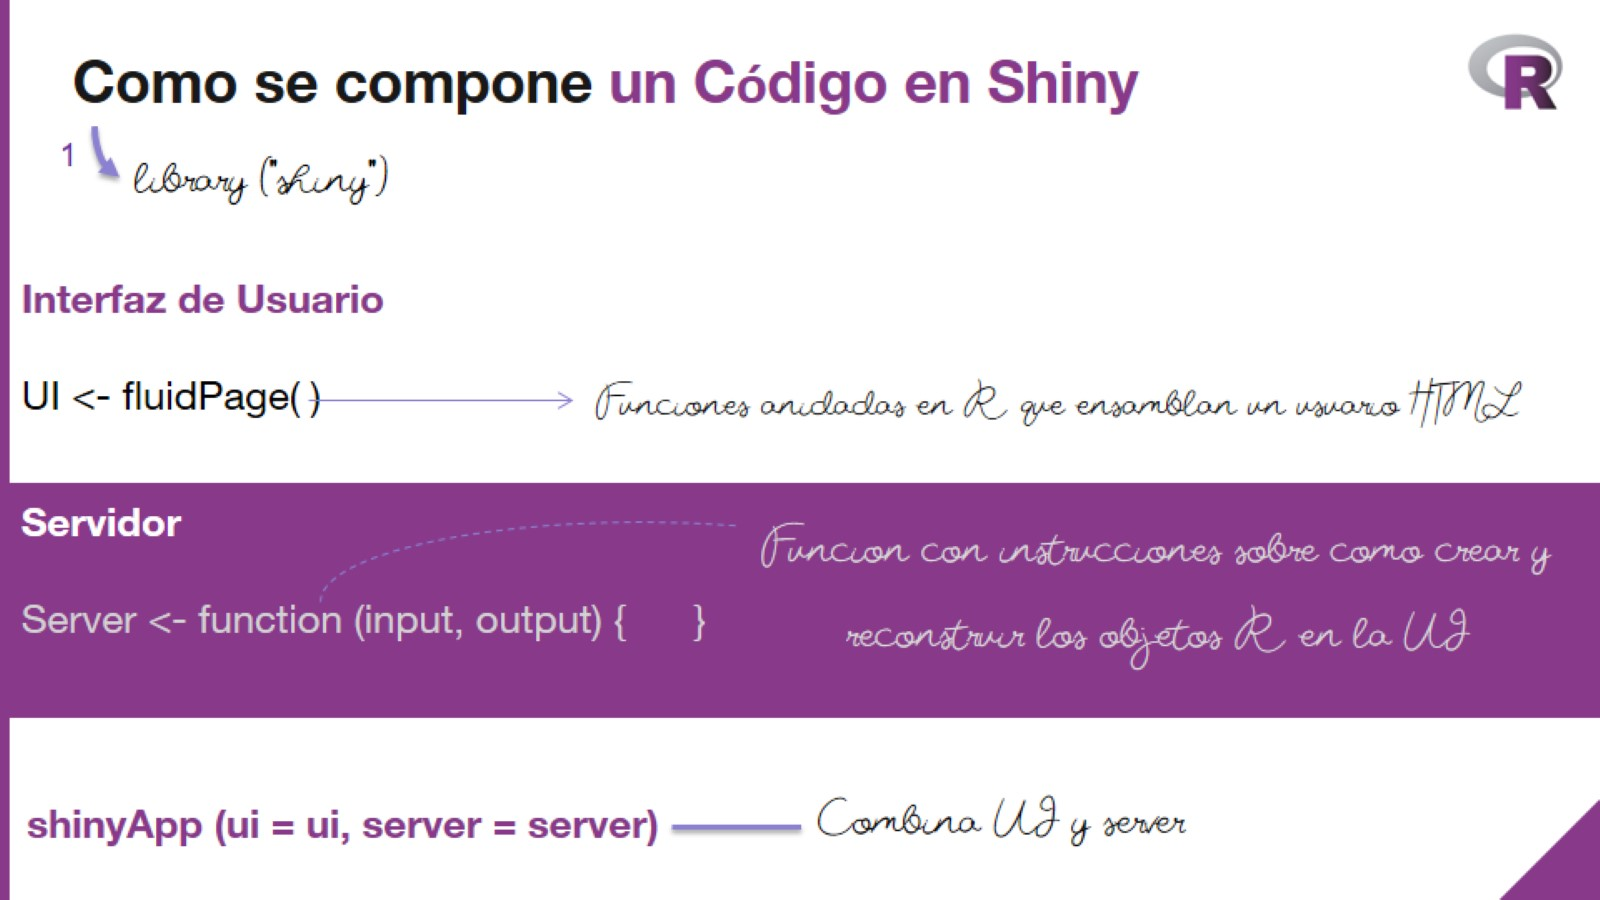 Como se compone un Código en Shiny
R
1
library ("shiny")
Interfaz de Usuario
UI <- fluidPage( )
Funciones anidadas en R que ensamblan un usuario HTML
Servidor
Funcion con instrucciones sobre como crear y
Server <- function (input, output) { }
reconstruir los objetos R en la UI
shinyApp (ui = ui, server = server)
Combina UI y server